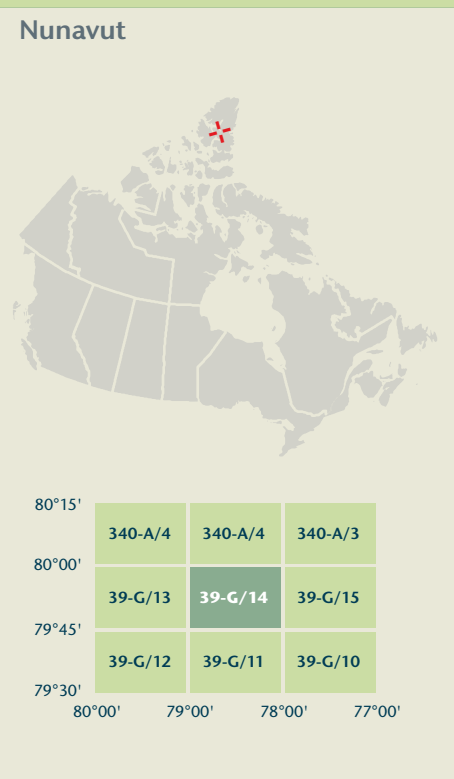 Nunavut
80°15'
340-A/4 340-A/4 340-A/3
80°00'
39-G/13 39-G/14 39-G/15
79°45'
39-G/12 39-G/11 39-G/10
79°30'
80°00' 79°00' 78°00' 77°00'